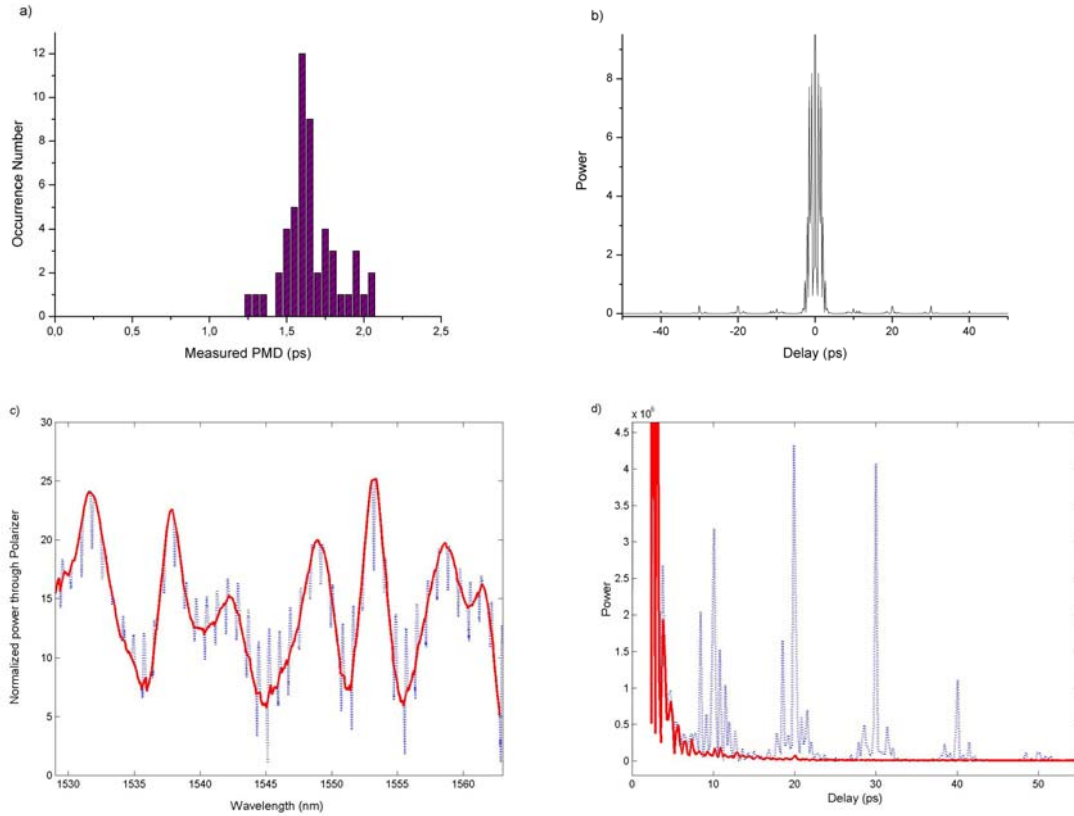 a)
12
10
8
6
4
2
0
0,0 0,5 1,0 1,5 2,0 2,5
Occurrence Number
Measured PMD (ps)
b)
8
6
4
2
0
-40 -20 0 20 40
Power
Delay (ps)
c)
30
25
20
15
10
5
0
1530 1535 1540 1545 1550 1555 1560
Normalized power through Polarizer
Wavelength (nm)
d)
4.5
4
3.5
3
2.5
2
1.5
1
0.5
0
0 10 20 30 40 50
Power
Delay (ps)